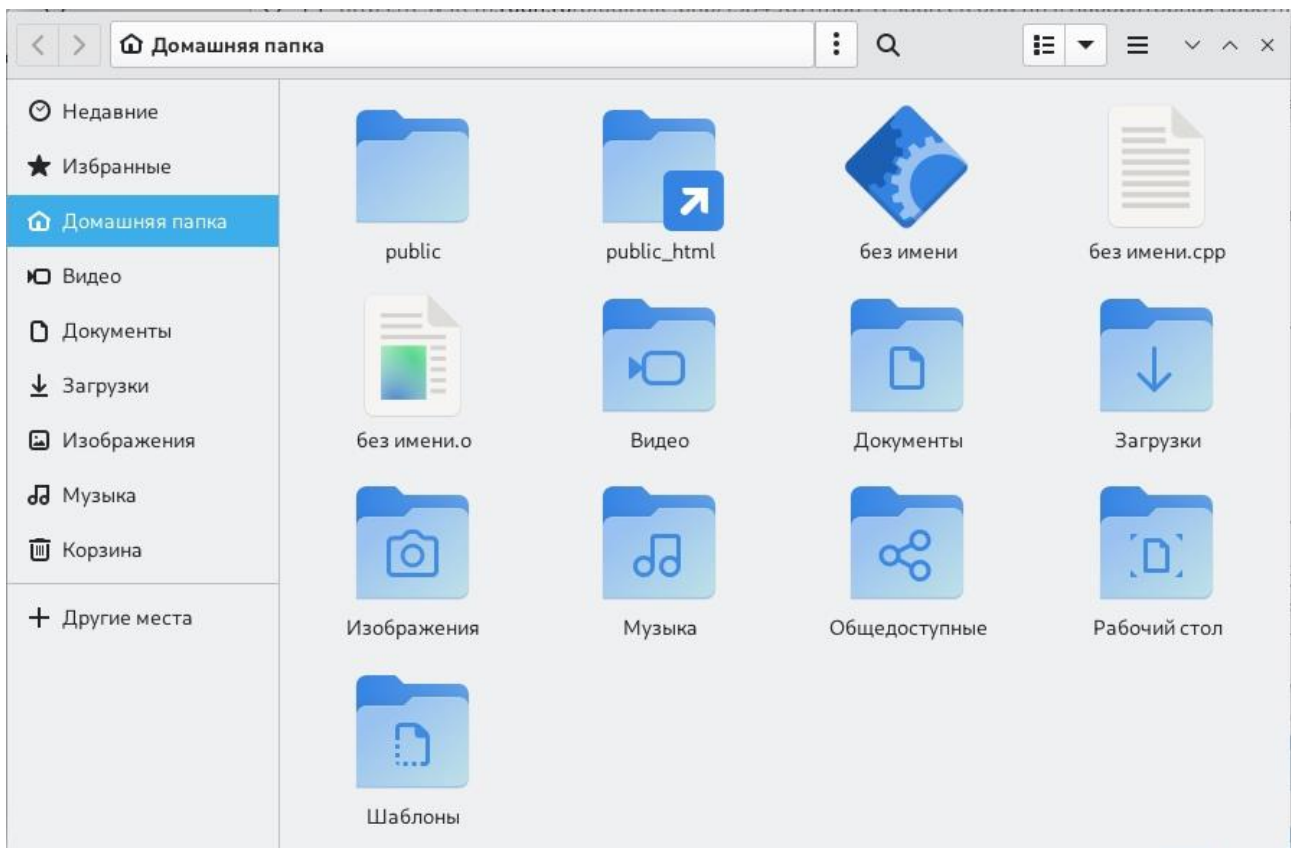 Домашняя папка
Недавние
Избранные
Домашняя папка
Видео
Документы
Загрузки
Изображения
Музыка
Корзина
Другие места
public
public_html
без имени
без имени.cpp
без имени.o
Видео
Документы
Загрузки
Изображения
Музыка
Общедоступные
Рабочий стол
Шаблоны